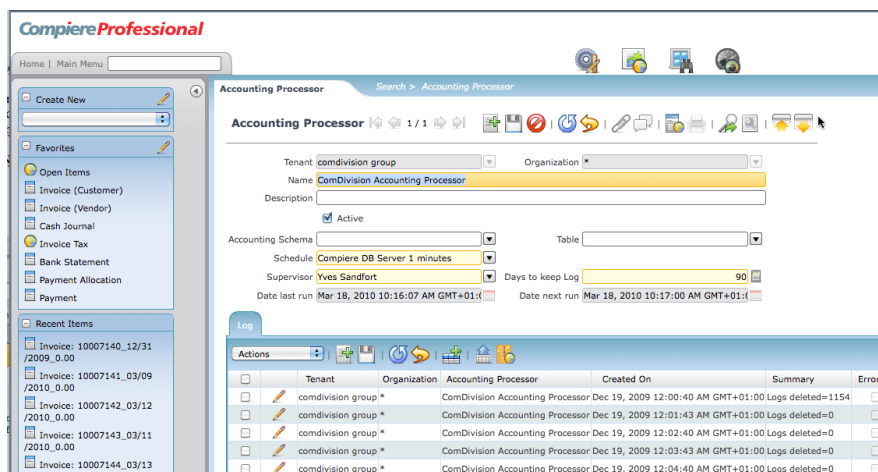 CompiereProfessional
Home | Main Menu
Create New
Favorites
Open Items
Invoice (Customer)
Invoice (Vendor)
Cash Journal
Invoice Tax
Bank Statement
Payment Allocation
Payment
Recent Items
Invoice: 10007140_12/31
/2009_0.00
Invoice: 10007141_03/09
/2010_0.00
Invoice: 10007142_03/12
/2010_0.00
Invoice: 10007143_03/11
/2010_0.00
Invoice: 10007144_03/13
Accounting Processor Search > Accounting Processor
Accounting Processor 1 / 1
Tenant comdivision group Organization *
Name ComDivision Accounting Processor
Description
Active
Accounting Schema Table
Schedule Compiere DB Server 1 minutes
Supervisor Yves Sandfort Days to keep Log 90
Date last run Mar 18, 2010 10:16:07 AM GMT+01:0 Date next run Mar 18, 2010 10:17:00 AM GMT+01:0
Log
Actions
Tenant Organization Accounting Processor Created On Summary Error
comdivision group * ComDivision Accounting Processor Dec 19, 2009 12:00:40 AM GMT+01:00 Logs deleted=1154
comdivision group * ComDivision Accounting Processor Dec 19, 2009 12:01:43 AM GMT+01:00 Logs deleted=0
comdivision group * ComDivision Accounting Processor Dec 19, 2009 12:02:40 AM GMT+01:00 Logs deleted=0
comdivision group * ComDivision Accounting Processor Dec 19, 2009 12:03:43 AM GMT+01:00 Logs deleted=0
comdivision group * ComDivision Accounting Processor Dec 19, 2009 12:04:40 AM GMT+01:00 Logs deleted=0